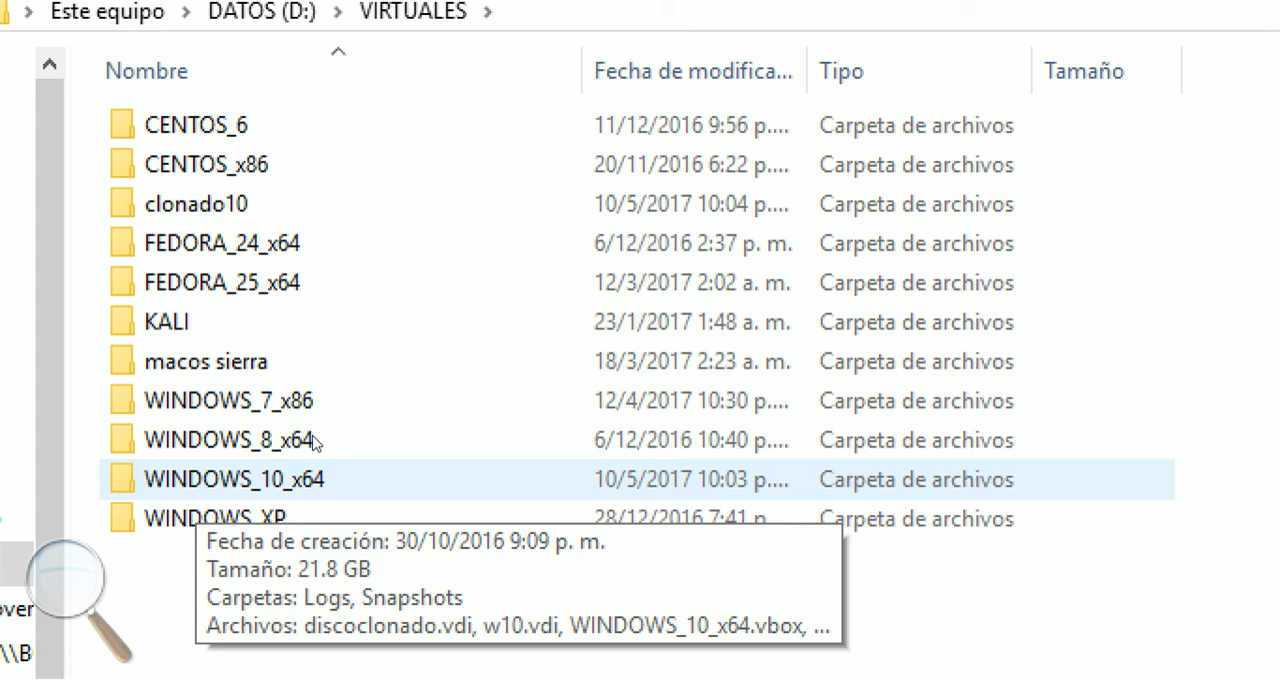 Este equipo > DATOS (D:) > VIRTUALES >
Nombre Fecha de modifica... Tipo Tamaño
CENTOS_6 11/12/2016 9:56 p.... Carpeta de archivos
CENTOS_x86 20/11/2016 6:22 p.... Carpeta de archivos
clonado10 10/5/2017 10:04 p.... Carpeta de archivos
FEDORA_24_x64 6/12/2016 2:37 p. m. Carpeta de archivos
FEDORA_25_x64 12/3/2017 2:02 a. m. Carpeta de archivos
KALI 23/1/2017 1:48 a. m. Carpeta de archivos
macos sierra 18/3/2017 2:23 a. m. Carpeta de archivos
WINDOWS_7_x86 12/4/2017 10:30 p.... Carpeta de archivos
WINDOWS_8_x64 6/12/2016 10:40 p.... Carpeta de archivos
WINDOWS_10_x64 10/5/2017 10:03 p.... Carpeta de archivos
WINDOWS_XP 28/12/2016 7:41 p... Carpeta de archivos
Fecha de creación: 30/10/2016 9:09 p. m.
Tamaño: 21.8 GB
Carpetas: Logs, Snapshots
Archivos: discoclonado.vdi, w10.vdi, WINDOWS_10_x64.vbox, ...